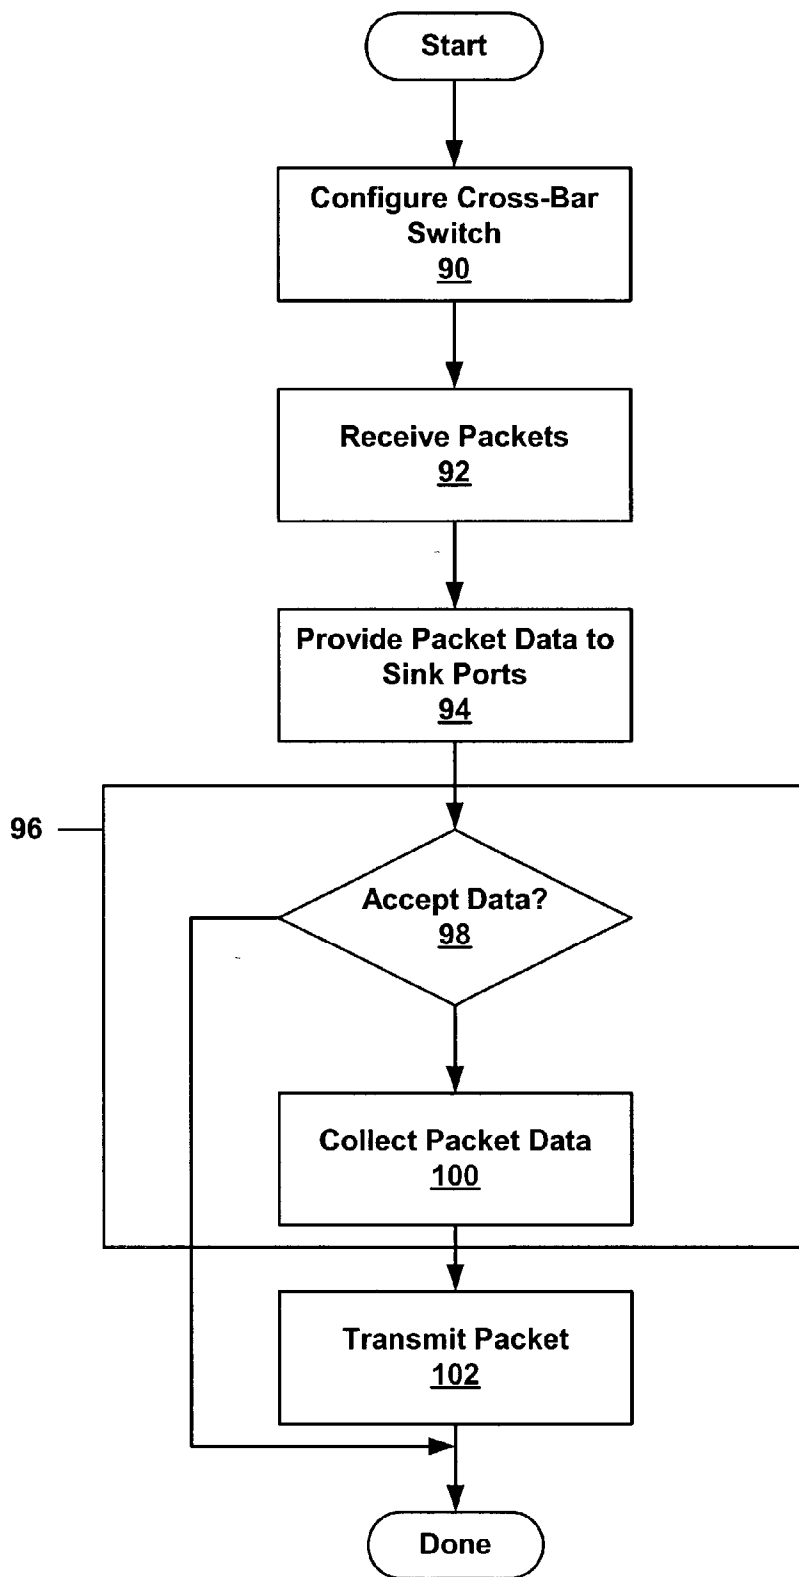 Start
Configure Cross-Bar
Switch
90
Receive Packets
92
Provide Packet Data to
Sink Ports
94
96
Accept Data?
98
Collect Packet Data
100
Transmit Packet
102
Done